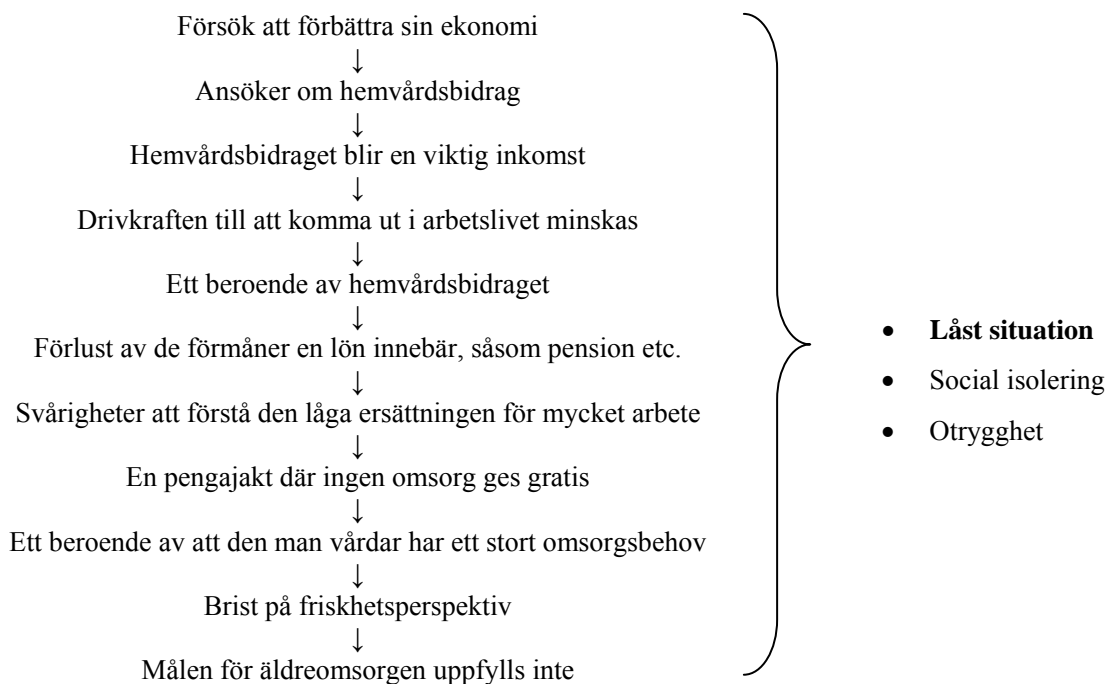 Försök att förbättra sin ekonomi
↓
Ansöker om hemvårdsbidrag
↓
Hemvårdsbidraget blir en viktig inkomst
↓
Drivkraften till att komma ut i arbetslivet minskas
↓
Ett beroende av hemvårdsbidraget
↓
Förlust av de förmåner en lön innebär, såsom pension etc.
↓
Svårigheter att förstå den låga ersättningen för mycket arbete
↓
En pengajakt där ingen omsorg ges gratis
↓
Ett beroende av att den man vårdar har ett stort omsorgsbehov
↓
Brist på friskhetsperspektiv
↓
Målen för äldreomsorgen uppfylls inte
• Låst situation
• Social isolering
• Otrygghet